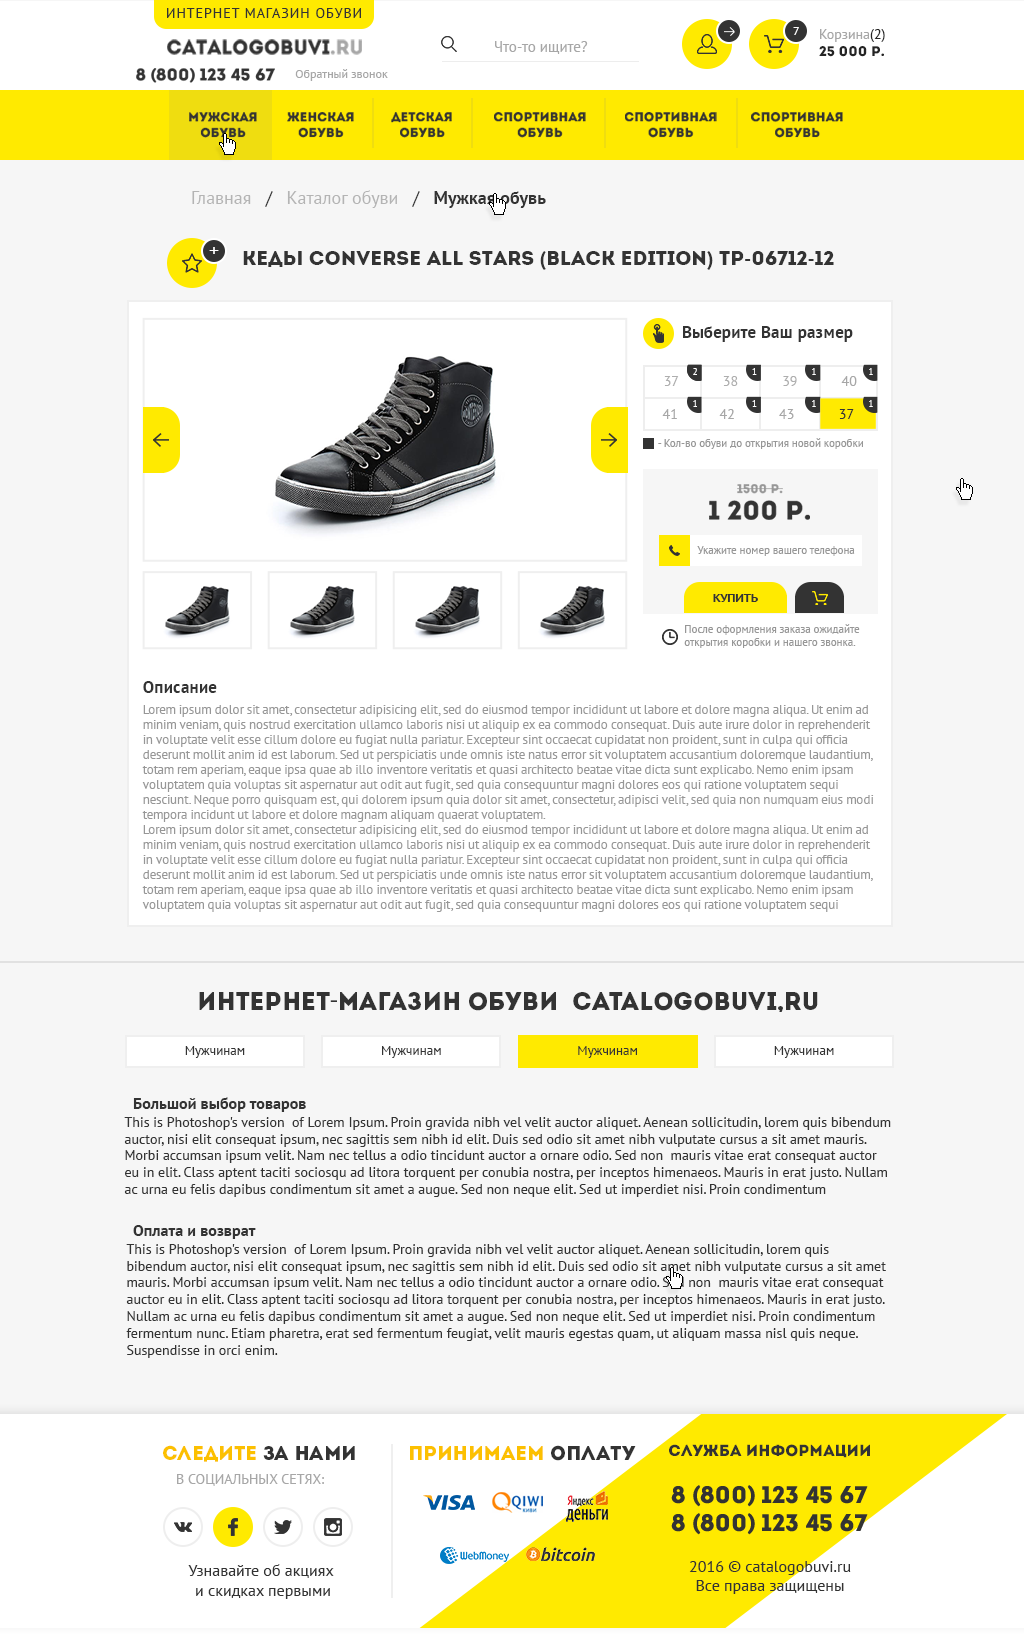 ИНТЕРНЕТ МАГАЗИН ОБУВИ
CATALOGOBUVI.RU
8 (800) 123 45 67
Обратный звонок
Что-то ищите?
7
Корзина(2)
25 000 Р.
МУЖСКАЯ ОБУВЬ
ЖЕНСКАЯ ОБУВЬ
ДЕТСКАЯ ОБУВЬ
СПОРТИВНАЯ ОБУВЬ
СПОРТИВНАЯ ОБУВЬ
СПОРТИВНАЯ ОБУВЬ
Главная / Каталог обуви / Мужкая обувь
КЕДЫ CONVERSE ALL STARS (BLACK EDITION) TP-06712-12
Выберите Ваш размер
37 2 38 1 39 1 40 1
41 1 42 1 43 1 37 1
- Кол-во обуви до открытия новой коробки
1500 Р.
1 200 Р.
Укажите номер вашего телефона
КУПИТЬ
После оформления заказа ожидайте
открытия коробки и нашего звонка.
Описание
Lorem ipsum dolor sit amet, consectetur adipisicing elit, sed do eiusmod tempor incididunt ut labore et dolore magna aliqua. Ut enim ad
minim veniam, quis nostrud exercitation ullamco laboris nisi ut aliquip ex ea commodo consequat. Duis aute irure dolor in reprehenderit
in voluptate velit esse cillum dolore eu fugiat nulla pariatur. Excepteur sint occaecat cupidatat non proident, sunt in culpa qui officia
deserunt mollit anim id est laborum. Sed ut perspiciatis unde omnis iste natus error sit voluptatem accusantium doloremque laudantium,
totam rem aperiam, eaque ipsa quae ab illo inventore veritatis et quasi architecto beatae vitae dicta sunt explicabo. Nemo enim ipsam
voluptatem quia voluptas sit aspernatur aut odit aut fugit, sed quia consequuntur magni dolores eos qui ratione voluptatem sequi
nesciunt. Neque porro quisquam est, qui dolorem ipsum quia dolor sit amet, consectetur, adipisci velit, sed quia non numquam eius modi
tempora incidunt ut labore et dolore magnam aliquam quaerat voluptatem.
Lorem ipsum dolor sit amet, consectetur adipisicing elit, sed do eiusmod tempor incididunt ut labore et dolore magna aliqua. Ut enim ad
minim veniam, quis nostrud exercitation ullamco laboris nisi ut aliquip ex ea commodo consequat. Duis aute irure dolor in reprehenderit
in voluptate velit esse cillum dolore eu fugiat nulla pariatur. Excepteur sint occaecat cupidatat non proident, sunt in culpa qui officia
deserunt mollit anim id est laborum. Sed ut perspiciatis unde omnis iste natus error sit voluptatem accusantium doloremque laudantium,
totam rem aperiam, eaque ipsa quae ab illo inventore veritatis et quasi architecto beatae vitae dicta sunt explicabo. Nemo enim ipsam
voluptatem quia voluptas sit aspernatur aut odit aut fugit, sed quia consequuntur magni dolores eos qui ratione voluptatem sequi
ИНТЕРНЕТ-МАГАЗИН ОБУВИ CATALOGOBUVI,RU
Мужчинам
Мужчинам
Мужчинам
Мужчинам
Большой выбор товаров
This is Photoshop's version of Lorem Ipsum. Proin gravida nibh vel velit auctor aliquet. Aenean sollicitudin, lorem quis bibendum
auctor, nisi elit consequat ipsum, nec sagittis sem nibh id elit. Duis sed odio sit amet nibh vulputate cursus a sit amet mauris.
Morbi accumsan ipsum velit. Nam nec tellus a odio tincidunt auctor a ornare odio. Sed non mauris vitae erat consequat auctor
eu in elit. Class aptent taciti sociosqu ad litora torquent per conubia nostra, per inceptos himenaeos. Mauris in erat justo. Nullam
ac urna eu felis dapibus condimentum sit amet a augue. Sed non neque elit. Sed ut imperdiet nisi. Proin condimentum
Оплата и возврат
This is Photoshop's version of Lorem Ipsum. Proin gravida nibh vel velit auctor aliquet. Aenean sollicitudin, lorem quis
bibendum auctor, nisi elit consequat ipsum, nec sagittis sem nibh id elit. Duis sed odio sit amet nibh vulputate cursus a sit amet
mauris. Morbi accumsan ipsum velit. Nam nec tellus a odio tincidunt auctor a ornare odio. Sed non mauris vitae erat consequat
auctor eu in elit. Class aptent taciti sociosqu ad litora torquent per conubia nostra, per inceptos himenaeos. Mauris in erat justo.
Nullam ac urna eu felis dapibus condimentum sit amet a augue. Sed non neque elit. Sed ut imperdiet nisi. Proin condimentum
fermentum nunc. Etiam pharetra, erat sed fermentum feugiat, velit mauris egestas quam, ut aliquam massa nisl quis neque.
Suspendisse in orci enim.
СЛЕДИТЕ ЗА НАМИ
В СОЦИАЛЬНЫХ СЕТЯХ:
Узнавайте об акциях
и скидках первыми
ПРИНИМАЕМ ОПЛАТУ
VISA
QIWI
КИВИ
Яндекс
деньги
WebMoney
bitcoin
СЛУЖБА ИНФОРМАЦИИ
8 (800) 123 45 67
8 (800) 123 45 67
2016 © catalogobuvi.ru
Все права защищены